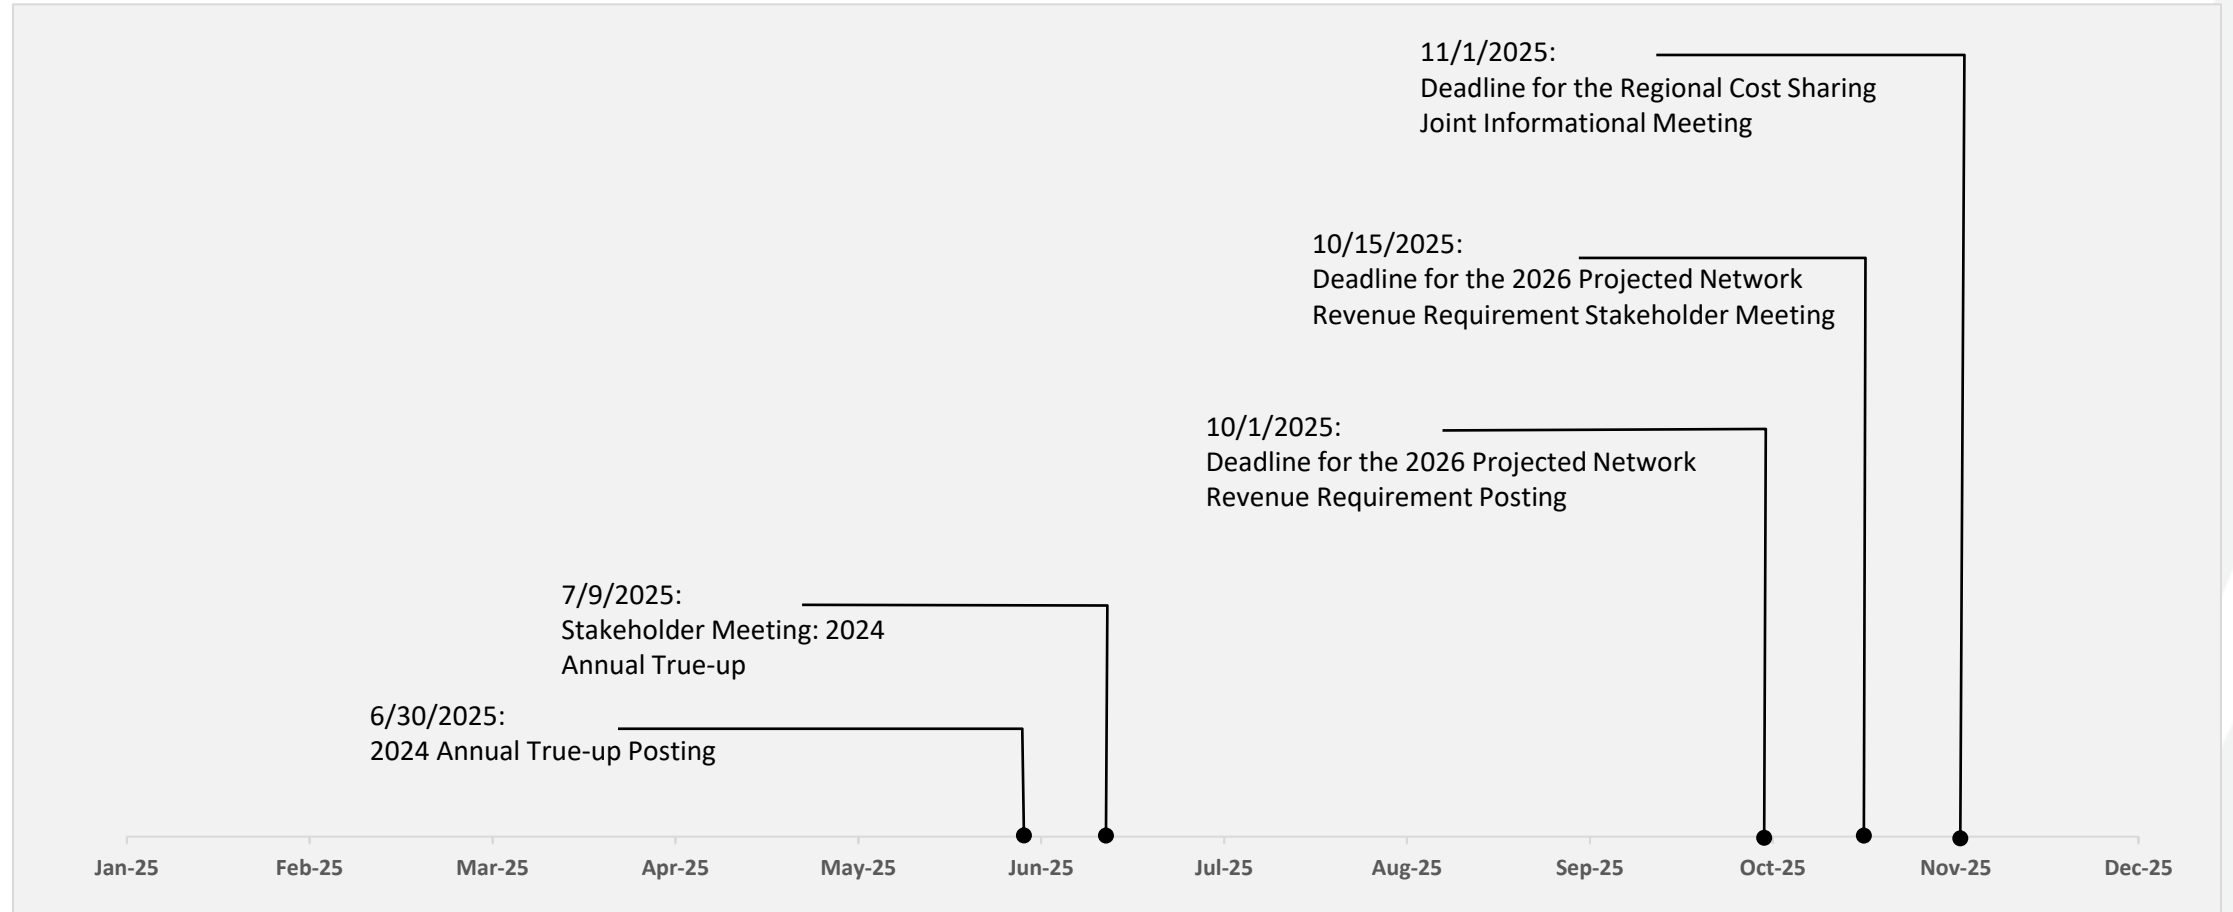 11/1/2025:
Deadline for the Regional Cost Sharing
Joint Informational Meeting
10/15/2025:
Deadline for the 2026 Projected Network
Revenue Requirement Stakeholder Meeting
10/1/2025:
Deadline for the 2026 Projected Network
Revenue Requirement Posting
7/9/2025:
Stakeholder Meeting: 2024
Annual True-up
6/30/2025:
2024 Annual True-up Posting
Jan-25 Feb-25 Mar-25 Apr-25 May-25 Jun-25 Jul-25 Aug-25 Sep-25 Oct-25 Nov-25 Dec-25